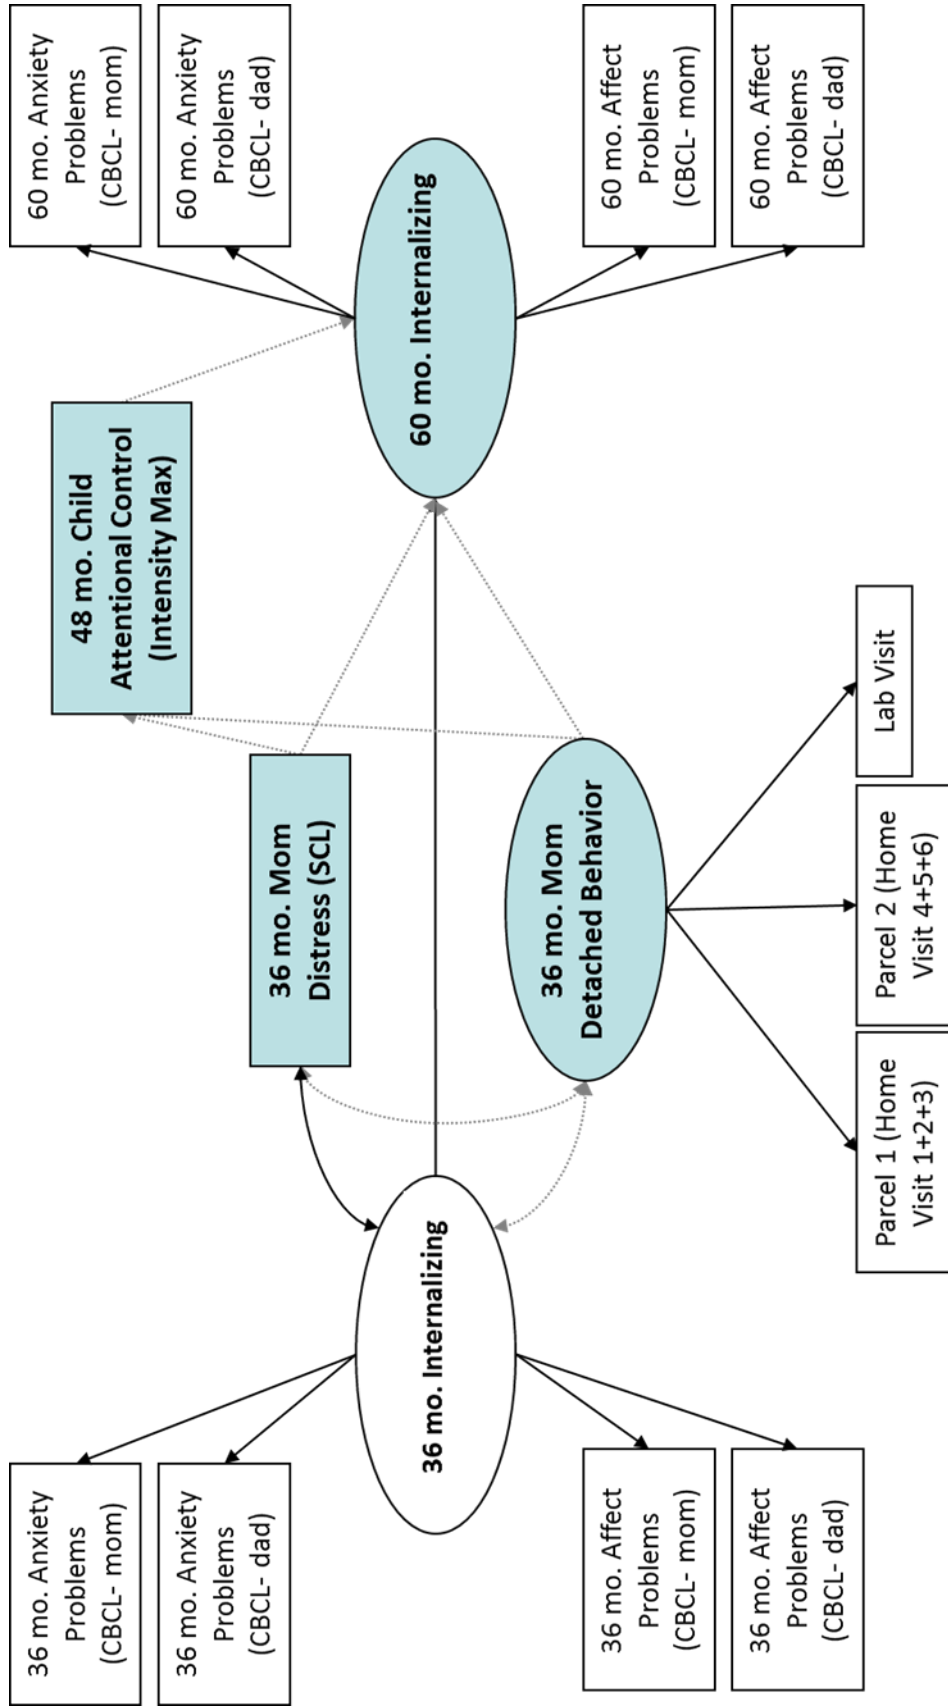 36 mo. Anxiety
Problems
(CBCL- mom)
36 mo. Anxiety
Problems
(CBCL- dad)
36 mo. Affect
Problems
(CBCL- mom)
36 mo. Affect
Problems
(CBCL- dad)
36 mo. Internalizing
36 mo. Mom
Distress (SCL)
36 mo. Mom
Detached Behavior
Parcel 1 (Home
Visit 1+2+3)
Parcel 2 (Home
Visit 4+5+6)
Lab Visit
48 mo. Child
Attentional Control
(Intensity Max)
60 mo. Internalizing
60 mo. Anxiety
Problems
(CBCL- mom)
60 mo. Anxiety
Problems
(CBCL- dad)
60 mo. Affect
Problems
(CBCL- mom)
60 mo. Affect
Problems
(CBCL- dad)